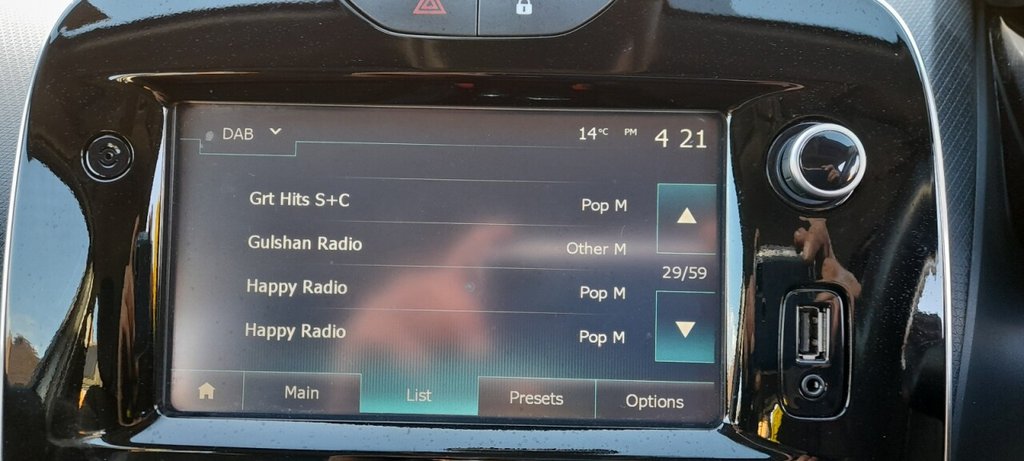 DAB 14°C PM 4 21
Grt Hits S+C Pop M
Gulshan Radio Other M
29/59
Happy Radio Pop M
Happy Radio Pop M
Main List Presets Options